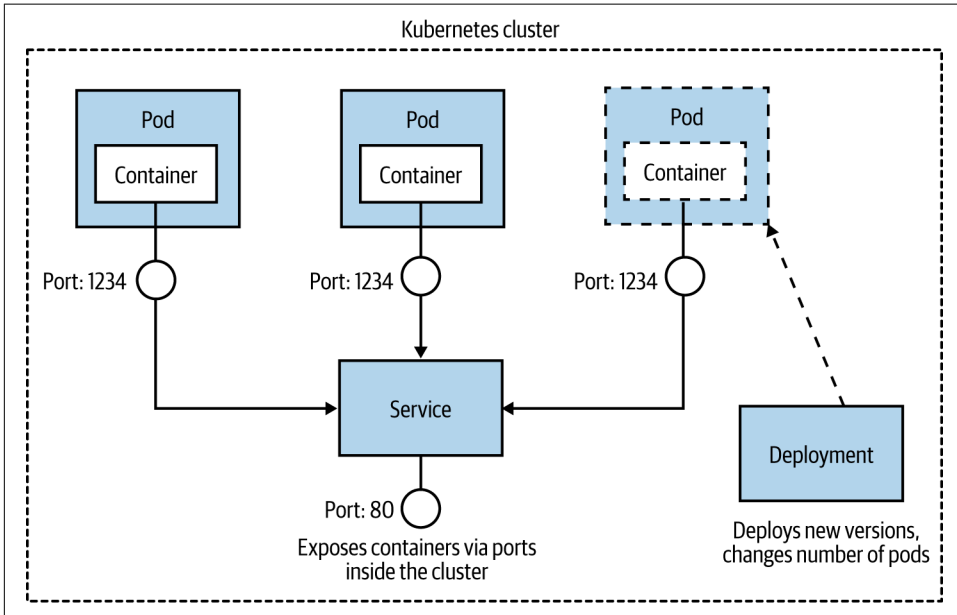 Kubernetes cluster
Pod
Container
Pod
Container
Pod
Container
Port: 1234
Port: 1234
Port: 1234
Service
Deployment
Port: 80
Exposes containers via ports
inside the cluster
Deploys new versions,
changes number of pods